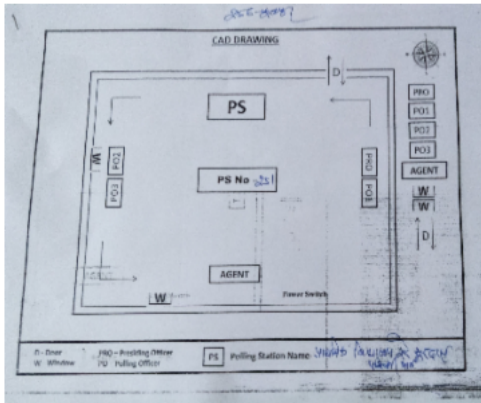 CAD DRAWING
D
PS
PRO
PO1
PO2
PO3
AGENT
W
W
D
W
PO2
PO3
PS No
PRO
PO1
AGENT
Power Switch
W
D - Door
PRO – Presiding Officer
PS
Polling Station Name
W Window
PO Polling Officer